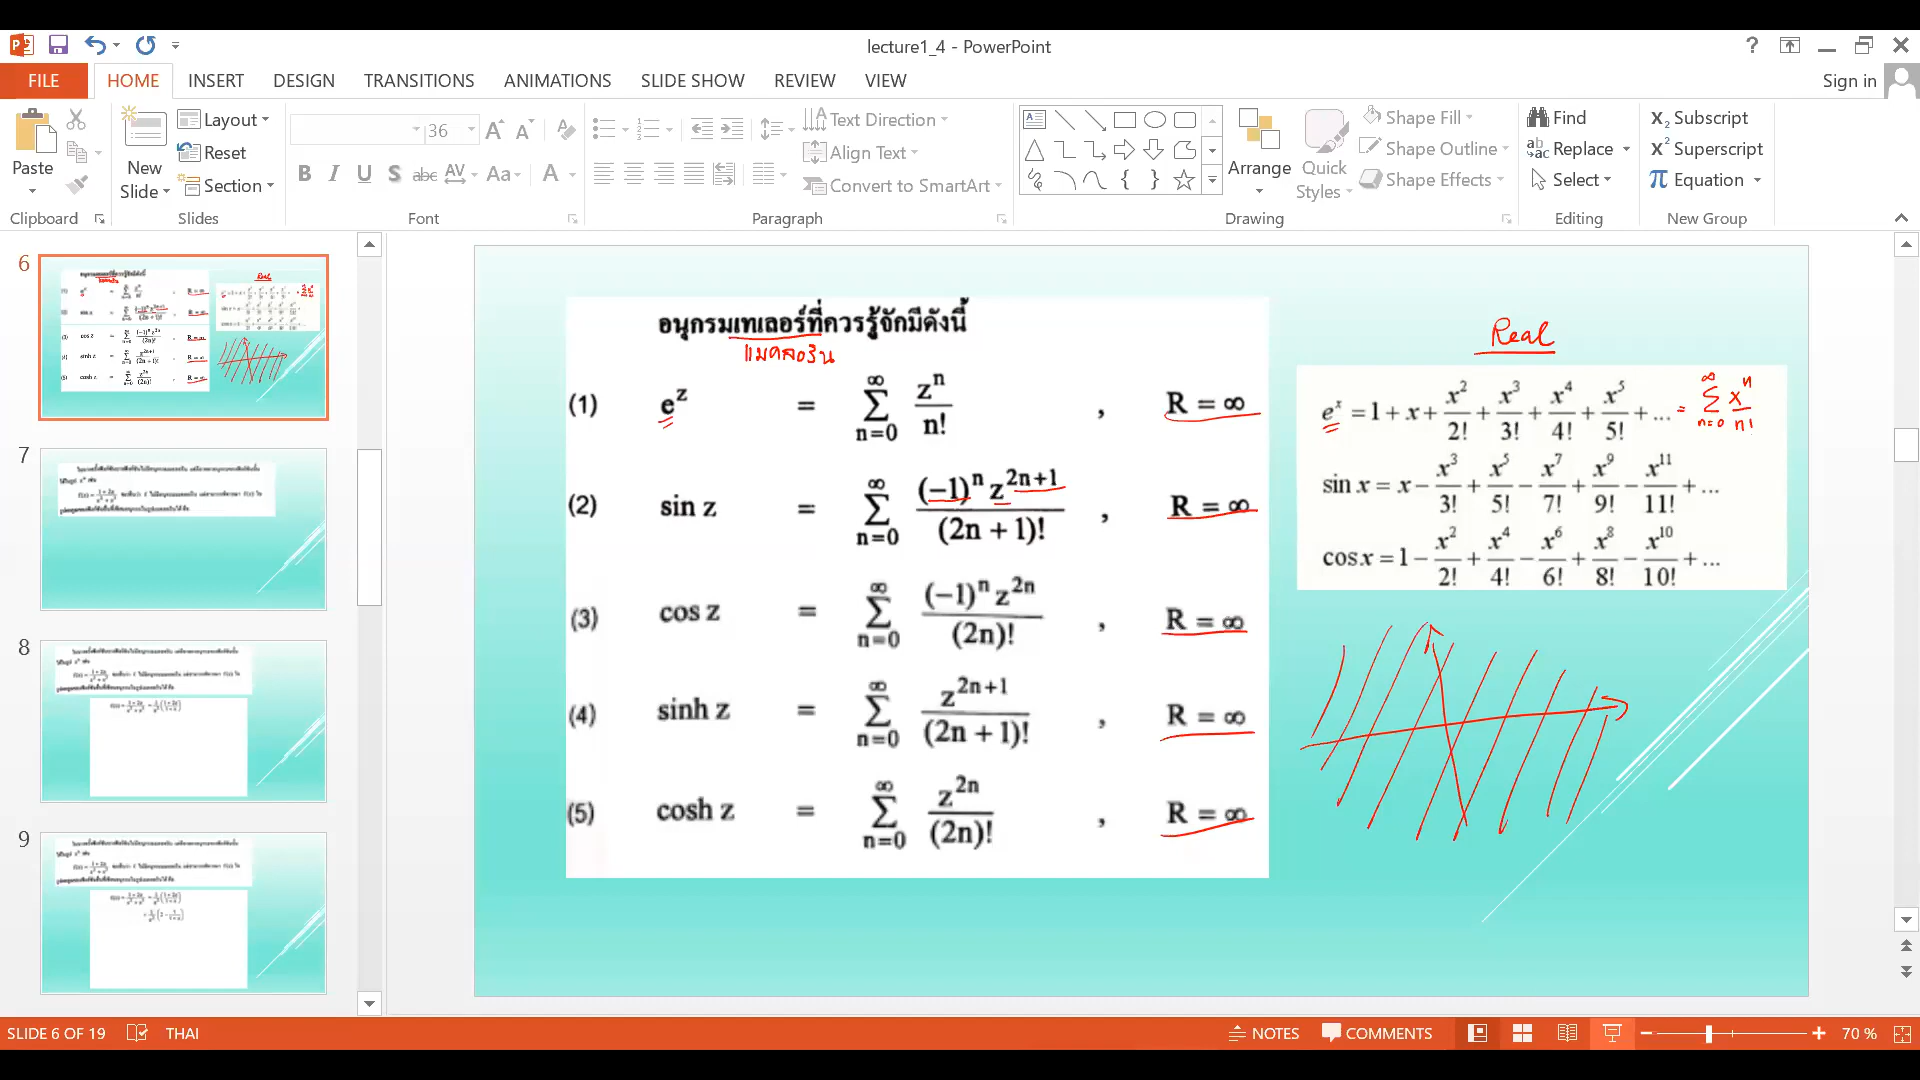 lecture1_4 - PowerPoint
FILE HOME INSERT DESIGN TRANSITIONS ANIMATIONS SLIDE SHOW REVIEW VIEW Sign in
Paste
Clipboard
New Slide
Layout
Reset
Section
Slides
36
B I U S abc AV Aa A
Font
Text Direction
Align Text
Convert to SmartArt
Paragraph
Arrange
Quick Styles
Shape Fill
Shape Outline
Shape Effects
Drawing
Find
Replace
Select
Editing
X₂ Subscript
X² Superscript
π Equation
New Group
6
7
8
9
อนุกรมเทเลอร์ที่ควรรู้จักมีดังนี้
แมคลอริน
(1) e^z = ∑_{n=0}^{∞} z^n / n! , R = ∞
(2) sin z = ∑_{n=0}^{∞} (−1)^n z^{2n+1} / (2n + 1)! , R = ∞
(3) cos z = ∑_{n=0}^{∞} (−1)^n z^{2n} / (2n)! , R = ∞
(4) sinh z = ∑_{n=0}^{∞} z^{2n+1} / (2n + 1)! , R = ∞
(5) cosh z = ∑_{n=0}^{∞} z^{2n} / (2n)! , R = ∞
Real
e^x = 1 + x + x^2/2! + x^3/3! + x^4/4! + x^5/5! + ... = ∑_{n=0}^{∞} x^n / n!
sin x = x − x^3/3! + x^5/5! − x^7/7! + x^9/9! − x^11/11! + ...
cos x = 1 − x^2/2! + x^4/4! − x^6/6! + x^8/8! − x^10/10! + ...
SLIDE 6 OF 19 THAI NOTES COMMENTS 70 %